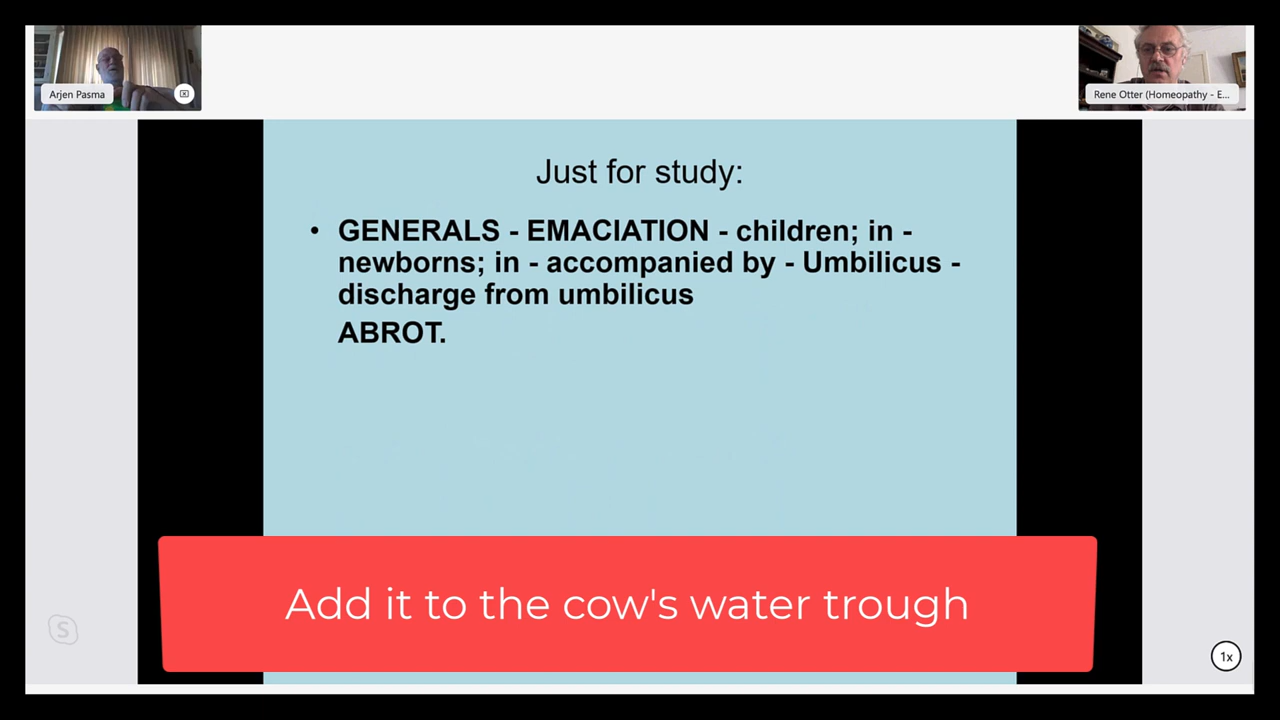 Arjen Pasma
Rene Otter (Homeopathy - E...
Just for study:
• GENERALS - EMACIATION - children; in -
newborns; in - accompanied by - Umbilicus -
discharge from umbilicus
ABROT.
Add it to the cow's water trough
S
1x